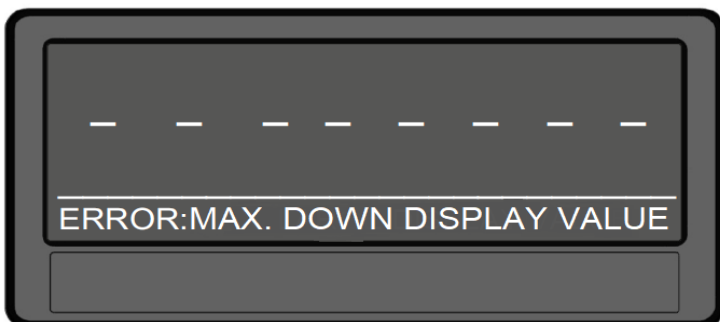 – – – – – – – –
ERROR:MAX. DOWN DISPLAY VALUE